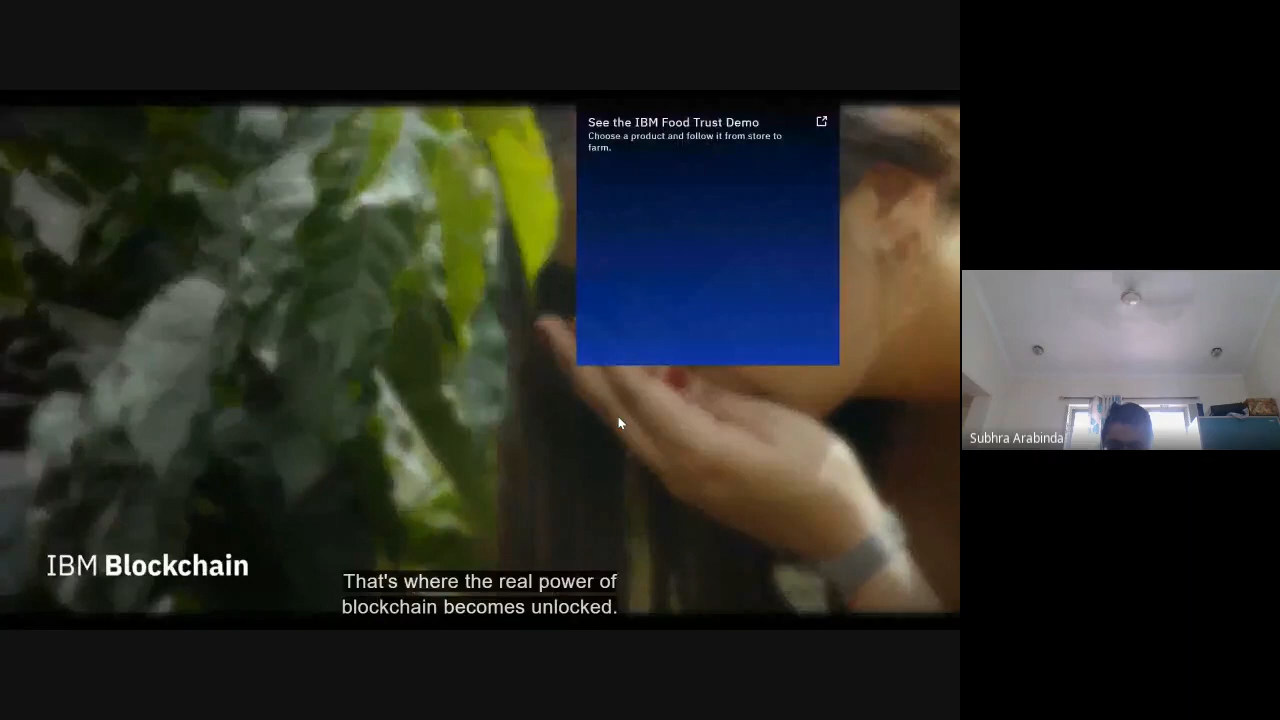 See the IBM Food Trust Demo
Choose a product and follow it from store to
farm.
Subhra Arabinda
IBM Blockchain
That's where the real power of
blockchain becomes unlocked.